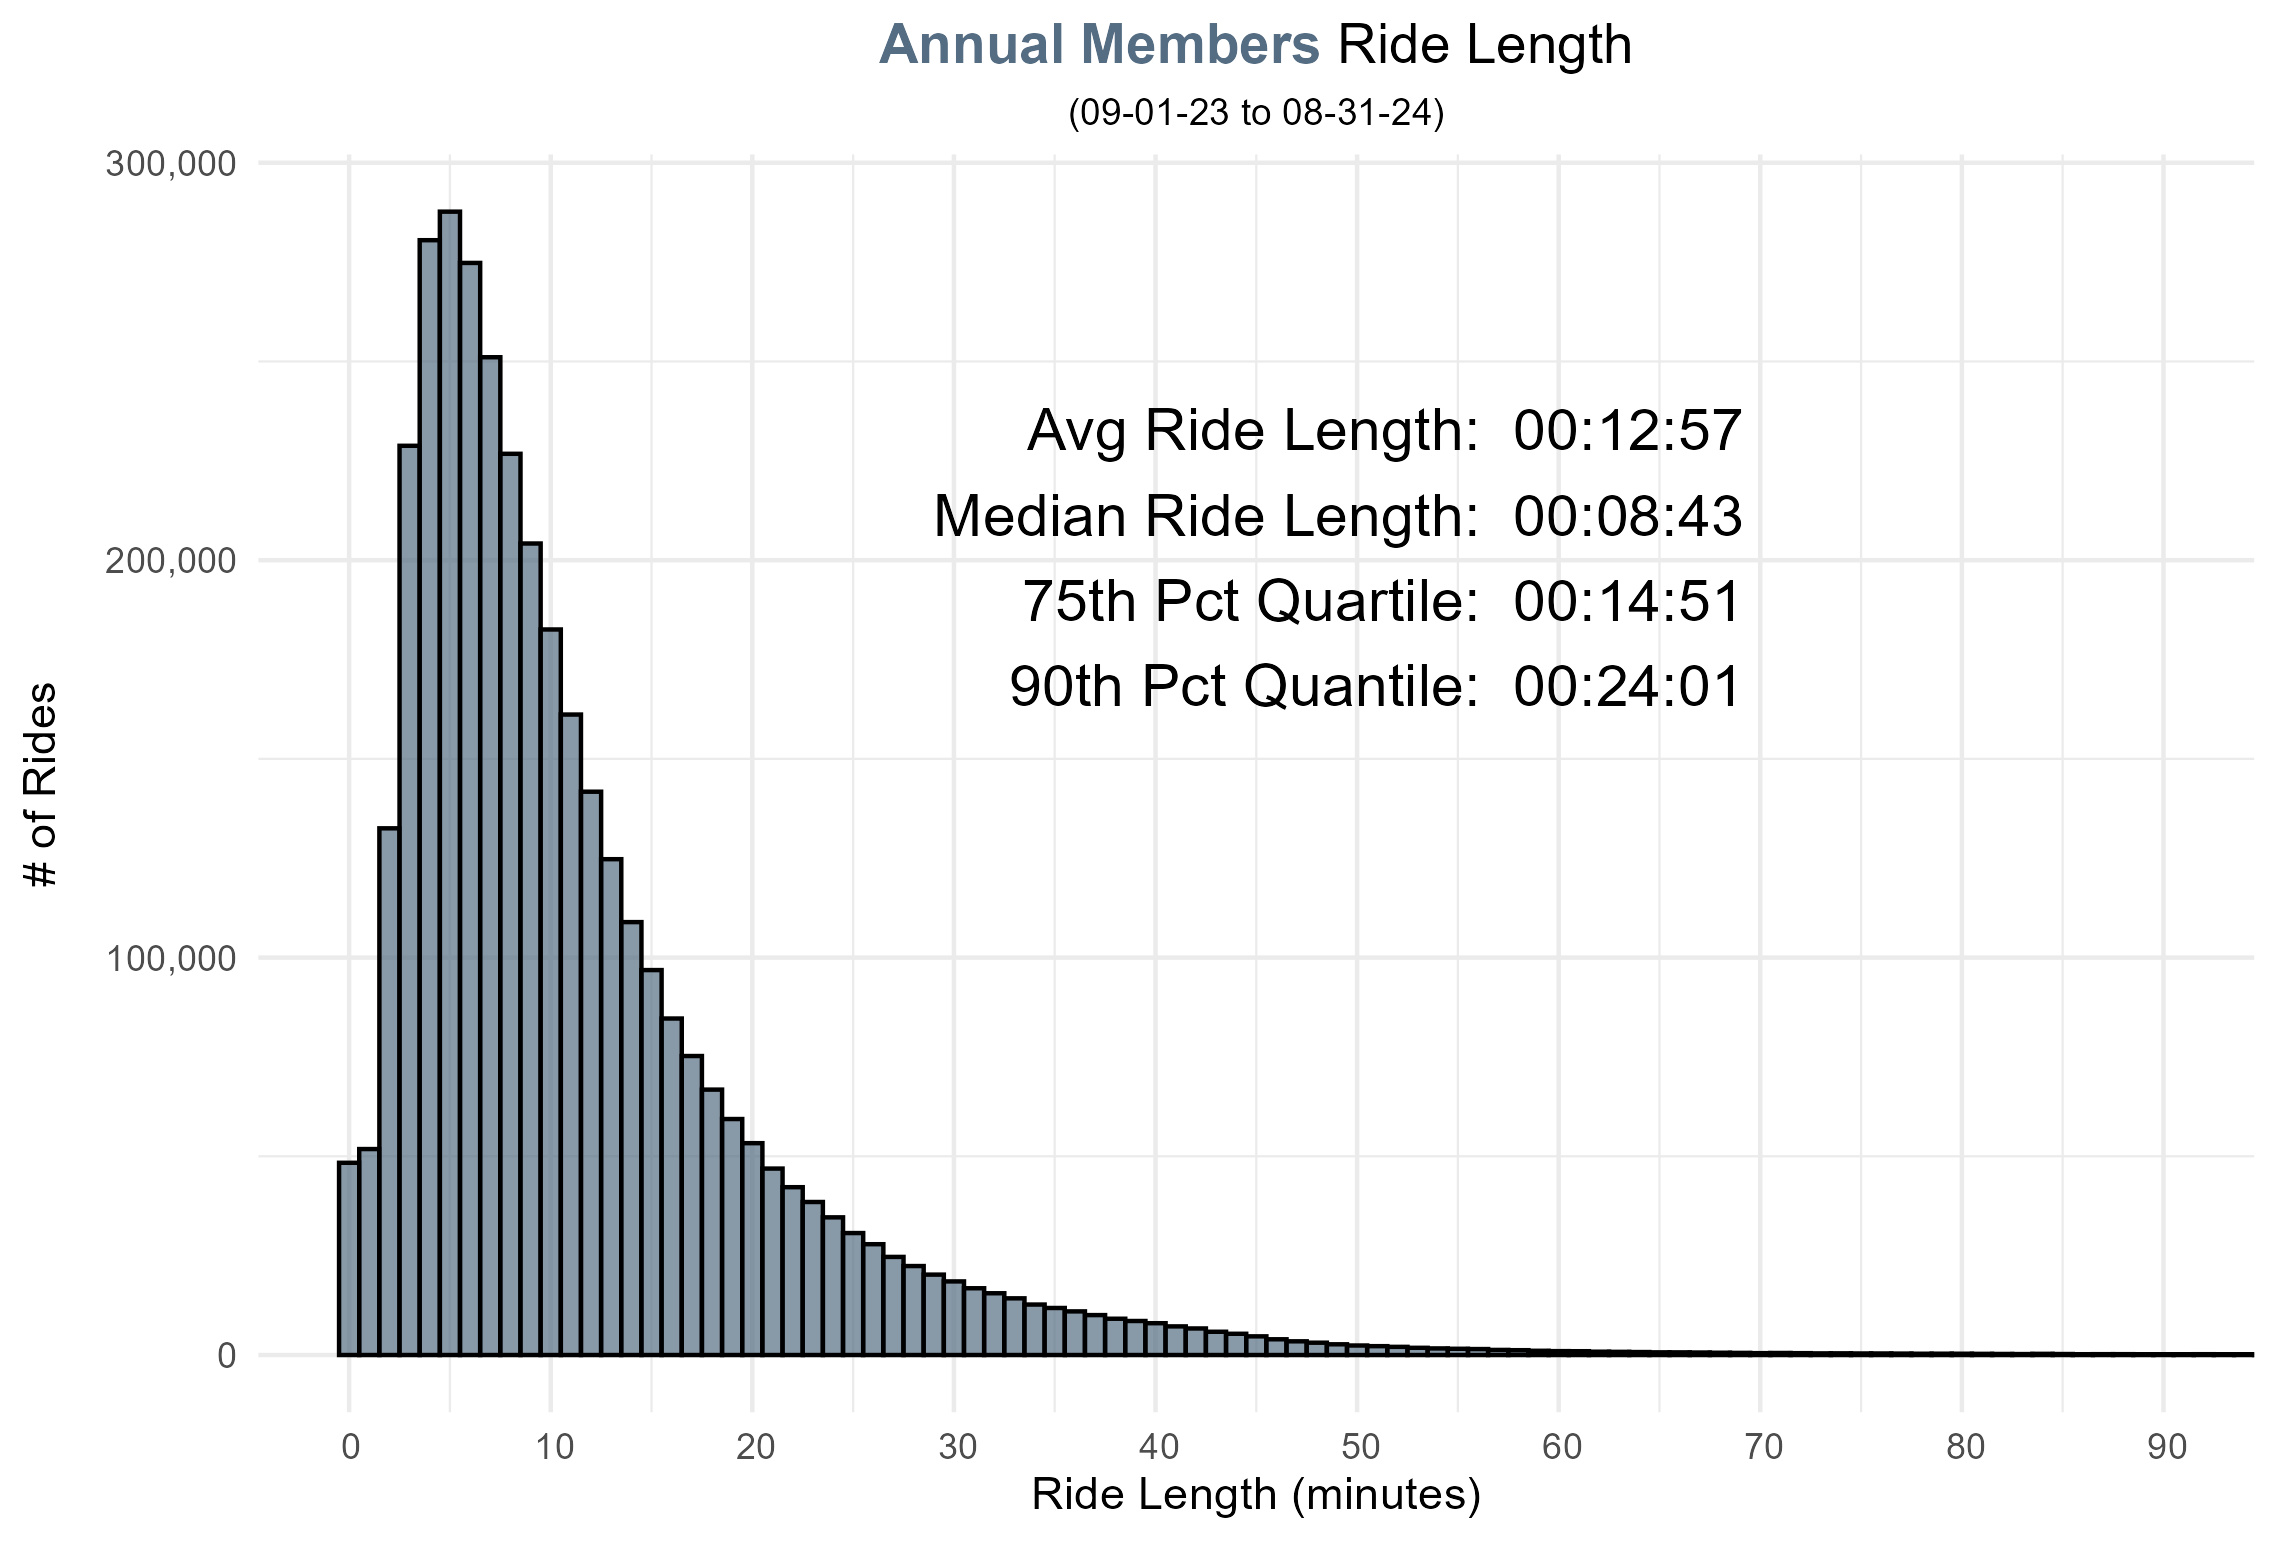 Annual Members Ride Length
(09-01-23 to 08-31-24)
300,000
200,000
100,000
0
# of Rides
Avg Ride Length: 00:12:57
Median Ride Length: 00:08:43
75th Pct Quartile: 00:14:51
90th Pct Quantile: 00:24:01
0 10 20 30 40 50 60 70 80 90
Ride Length (minutes)